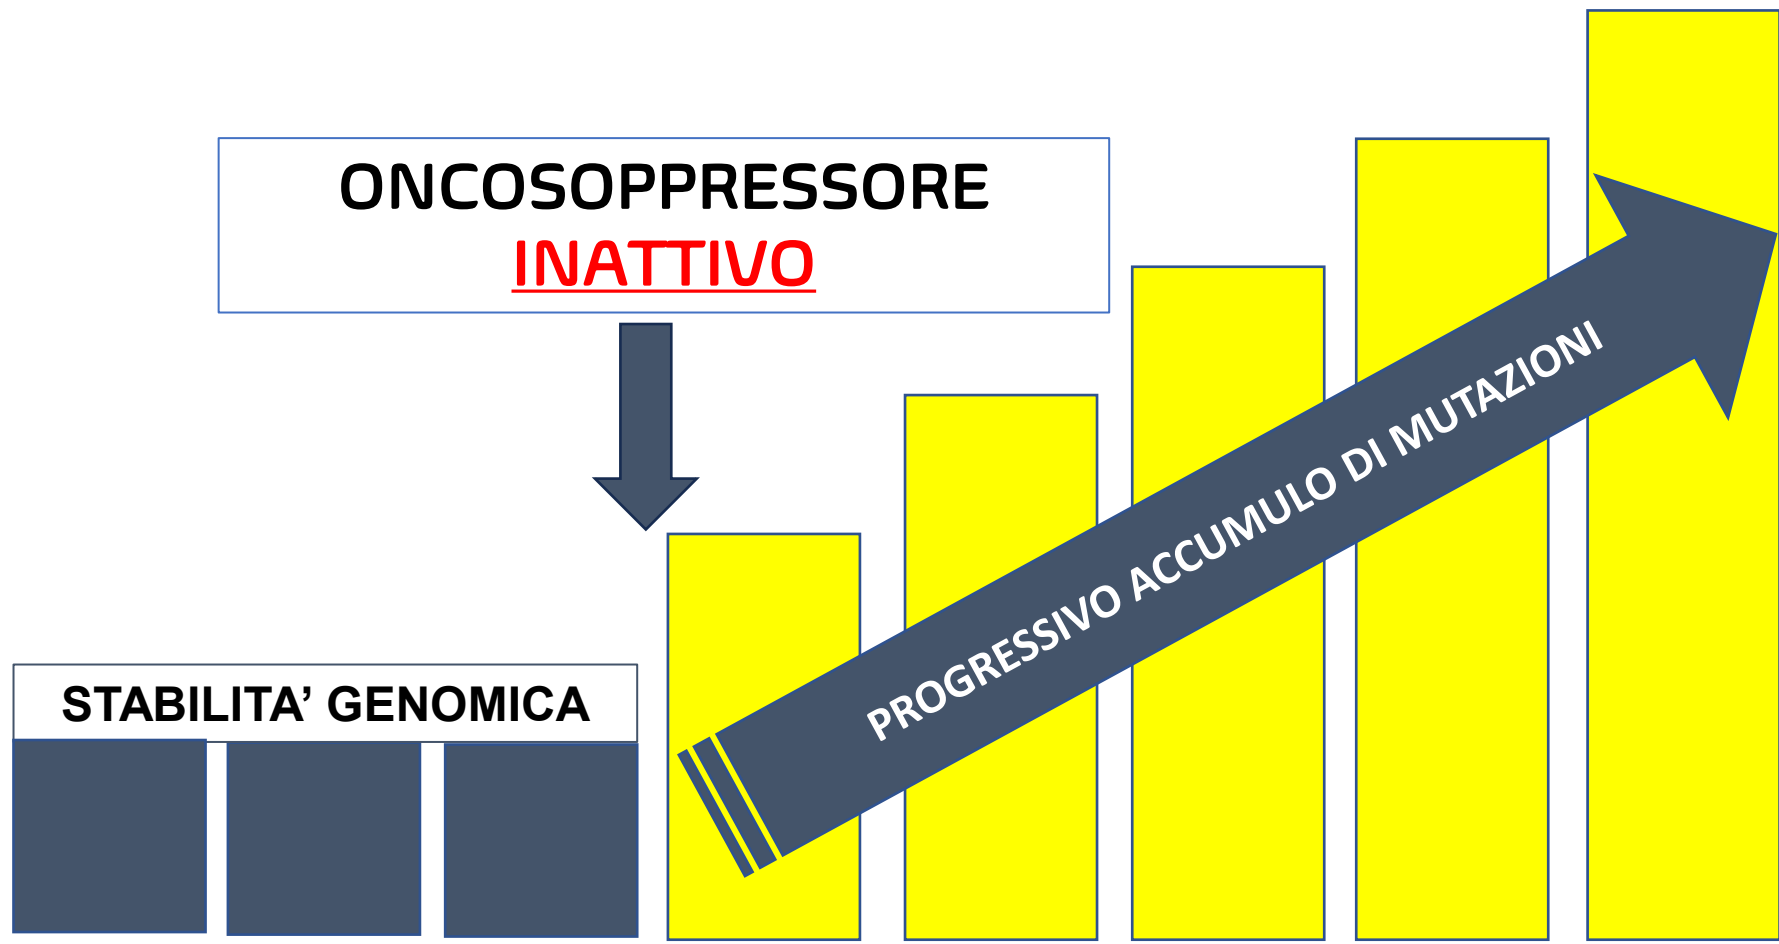 ONCOSOPPRESSORE
INATTIVO
STABILITA’ GENOMICA
PROGRESSIVO ACCUMULO DI MUTAZIONI